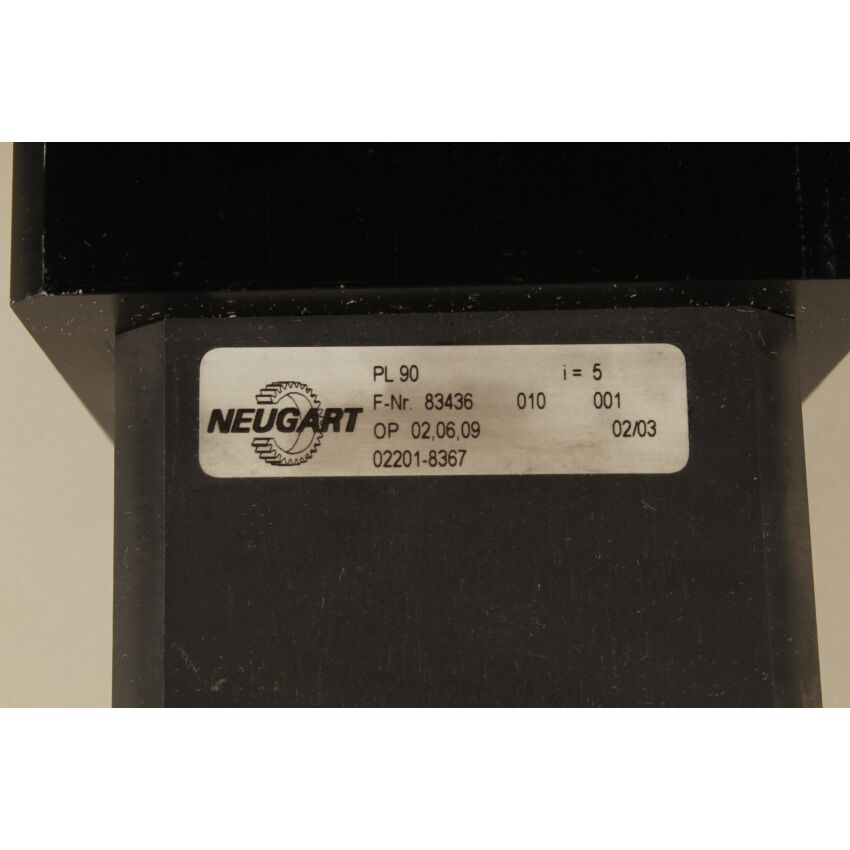 NEUGART
PL 90 i = 5
F-Nr. 83436 010 001
OP 02,06,09 02/03
02201-8367